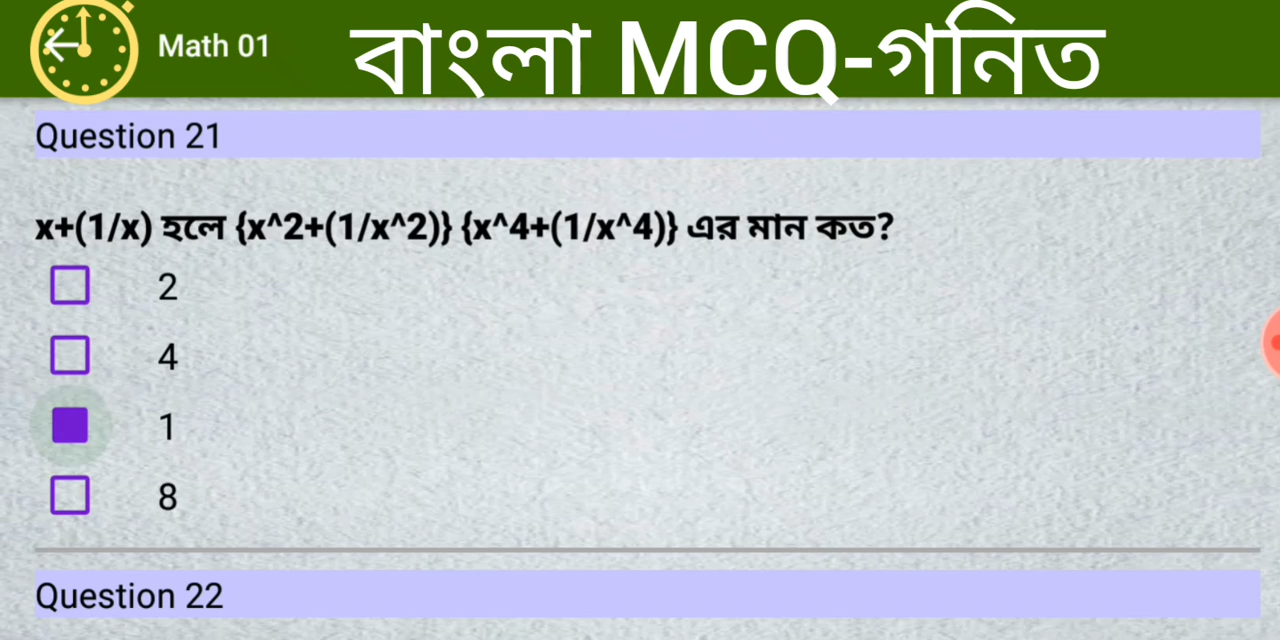 Math 01
বাংলা MCQ-গনিত
Question 21
x+(1/x) হলে {x^2+(1/x^2)} {x^4+(1/x^4)} এর মান কত?
2
4
1
8
Question 22